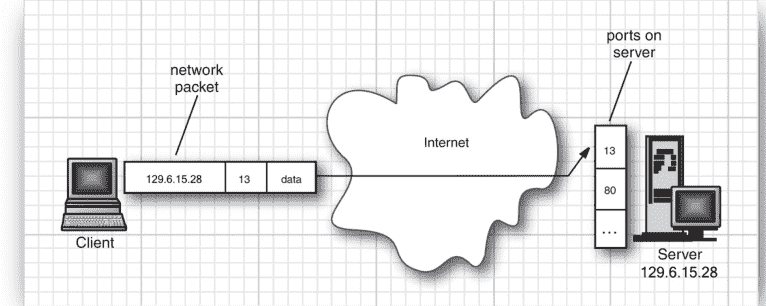 ports on
server
network
packet
Internet
13
129.6.15.28
13
data
80
...
Client
Server
129.6.15.28